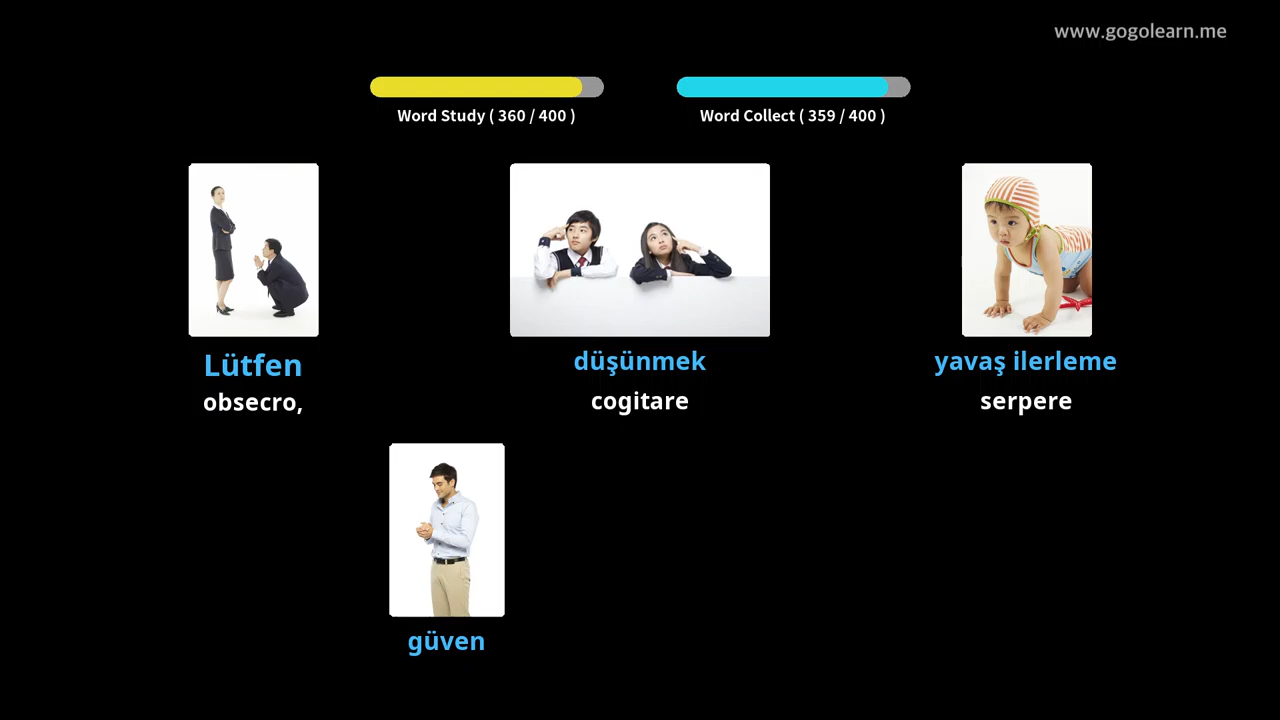 www.gogolearn.me
Word Study ( 360 / 400 )
Word Collect ( 359 / 400 )
Lütfen
obsecro,
düşünmek
cogitare
yavaş ilerleme
serpere
güven